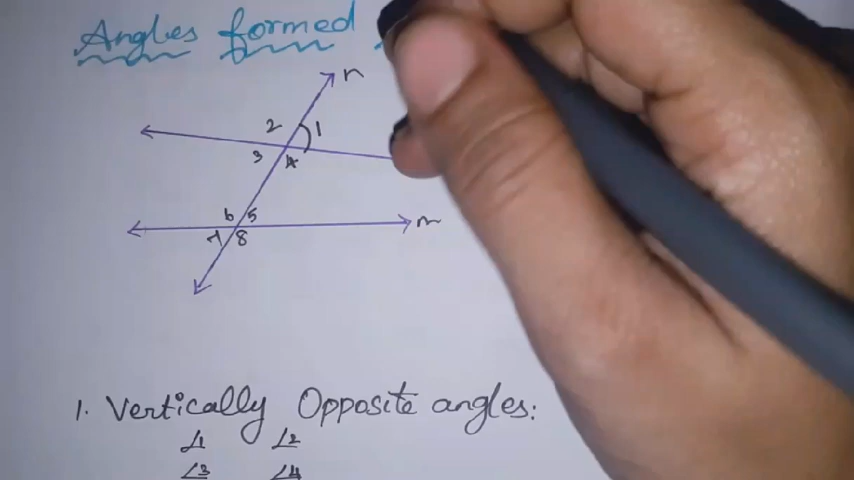 Angles formed
n
2 1
3 4
6 5
m
7 8
1. Vertically Opposite angles:
∠1 ∠2
∠3 ∠4